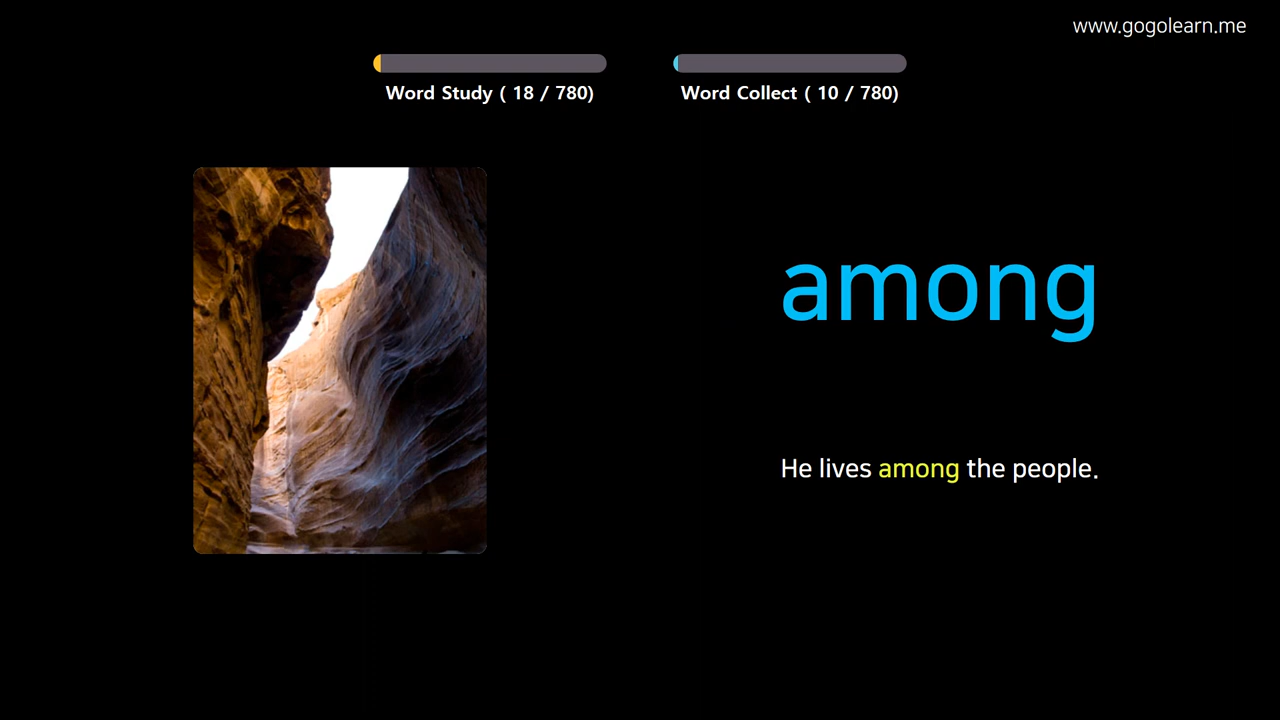 www.gogolearn.me
Word Study ( 18 / 780)
Word Collect ( 10 / 780)
among
He lives among the people.